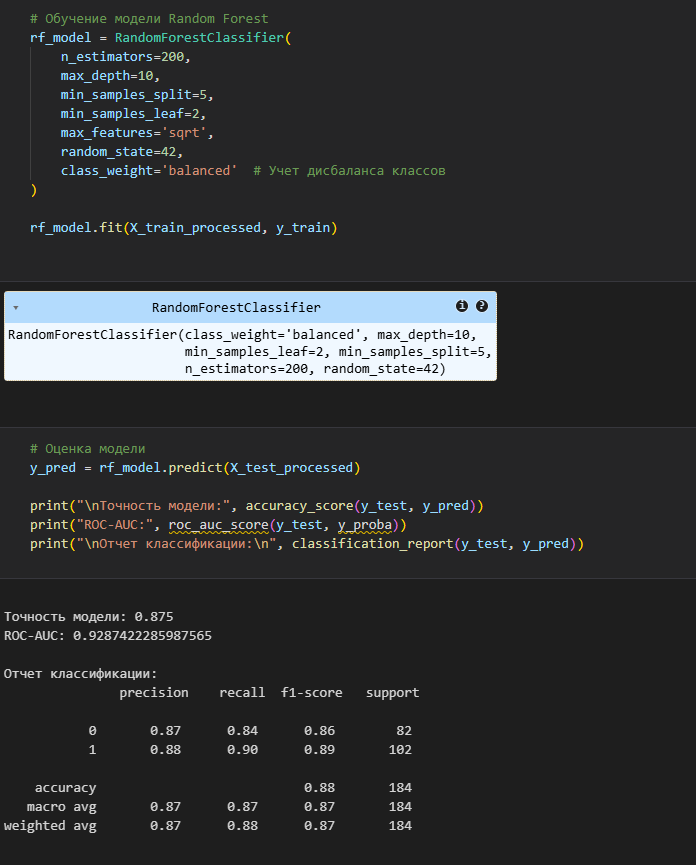 # Обучение модели Random Forest
rf_model = RandomForestClassifier(
    n_estimators=200,
    max_depth=10,
    min_samples_split=5,
    min_samples_leaf=2,
    max_features='sqrt',
    random_state=42,
    class_weight='balanced'  # Учет дисбаланса классов
)
rf_model.fit(X_train_processed, y_train)
RandomForestClassifier
RandomForestClassifier(class_weight='balanced', max_depth=10,
                       min_samples_leaf=2, min_samples_split=5,
                       n_estimators=200, random_state=42)
# Оценка модели
y_pred = rf_model.predict(X_test_processed)
print("\nТочность модели:", accuracy_score(y_test, y_pred))
print("ROC-AUC:", roc_auc_score(y_test, y_proba))
print("\nОтчет классификации:\n", classification_report(y_test, y_pred))
Точность модели: 0.875
ROC-AUC: 0.9287422285987565
Отчет классификации:
               precision    recall  f1-score   support
           0       0.87      0.84      0.86        82
           1       0.88      0.90      0.89       102
    accuracy                           0.88       184
   macro avg       0.87      0.87      0.87       184
weighted avg       0.87      0.88      0.87       184